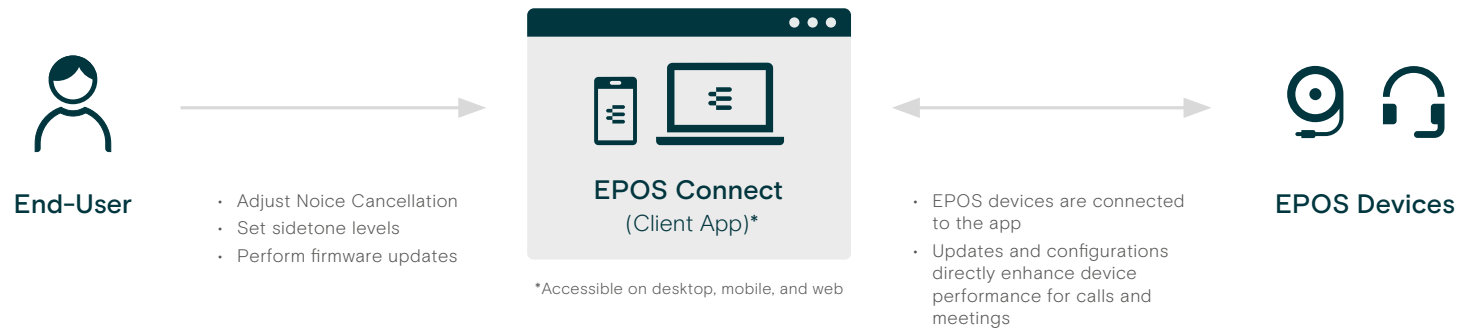 End-User
• Adjust Noice Cancellation
• Set sidetone levels
• Perform firmware updates
EPOS Connect
(Client App)*
*Accessible on desktop, mobile, and web
• EPOS devices are connected
to the app
• Updates and configurations
directly enhance device
performance for calls and
meetings
EPOS Devices